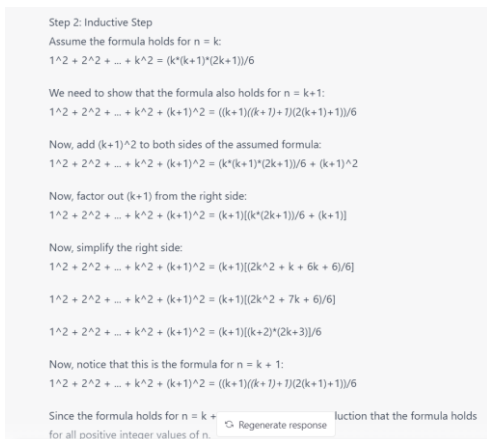 Step 2: Inductive Step
Assume the formula holds for n = k:
1^2 + 2^2 + ... + k^2 = (k*(k+1)*(2k+1))/6
We need to show that the formula also holds for n = k+1:
1^2 + 2^2 + ... + k^2 + (k+1)^2 = ((k+1)((k+1)+1)(2(k+1)+1))/6
Now, add (k+1)^2 to both sides of the assumed formula:
1^2 + 2^2 + ... + k^2 + (k+1)^2 = (k*(k+1)*(2k+1))/6 + (k+1)^2
Now, factor out (k+1) from the right side:
1^2 + 2^2 + ... + k^2 + (k+1)^2 = (k+1)[(k*(2k+1))/6 + (k+1)]
Now, simplify the right side:
1^2 + 2^2 + ... + k^2 + (k+1)^2 = (k+1)[(2k^2 + k + 6k + 6)/6]
1^2 + 2^2 + ... + k^2 + (k+1)^2 = (k+1)[(2k^2 + 7k + 6)/6]
1^2 + 2^2 + ... + k^2 + (k+1)^2 = (k+1)[(k+2)*(2k+3)]/6
Now, notice that this is the formula for n = k + 1:
1^2 + 2^2 + ... + k^2 + (k+1)^2 = ((k+1)((k+1)+1)(2(k+1)+1))/6
Since the formula holds for n = k + Regenerate response luction that the formula holds
for all positive integer values of n.